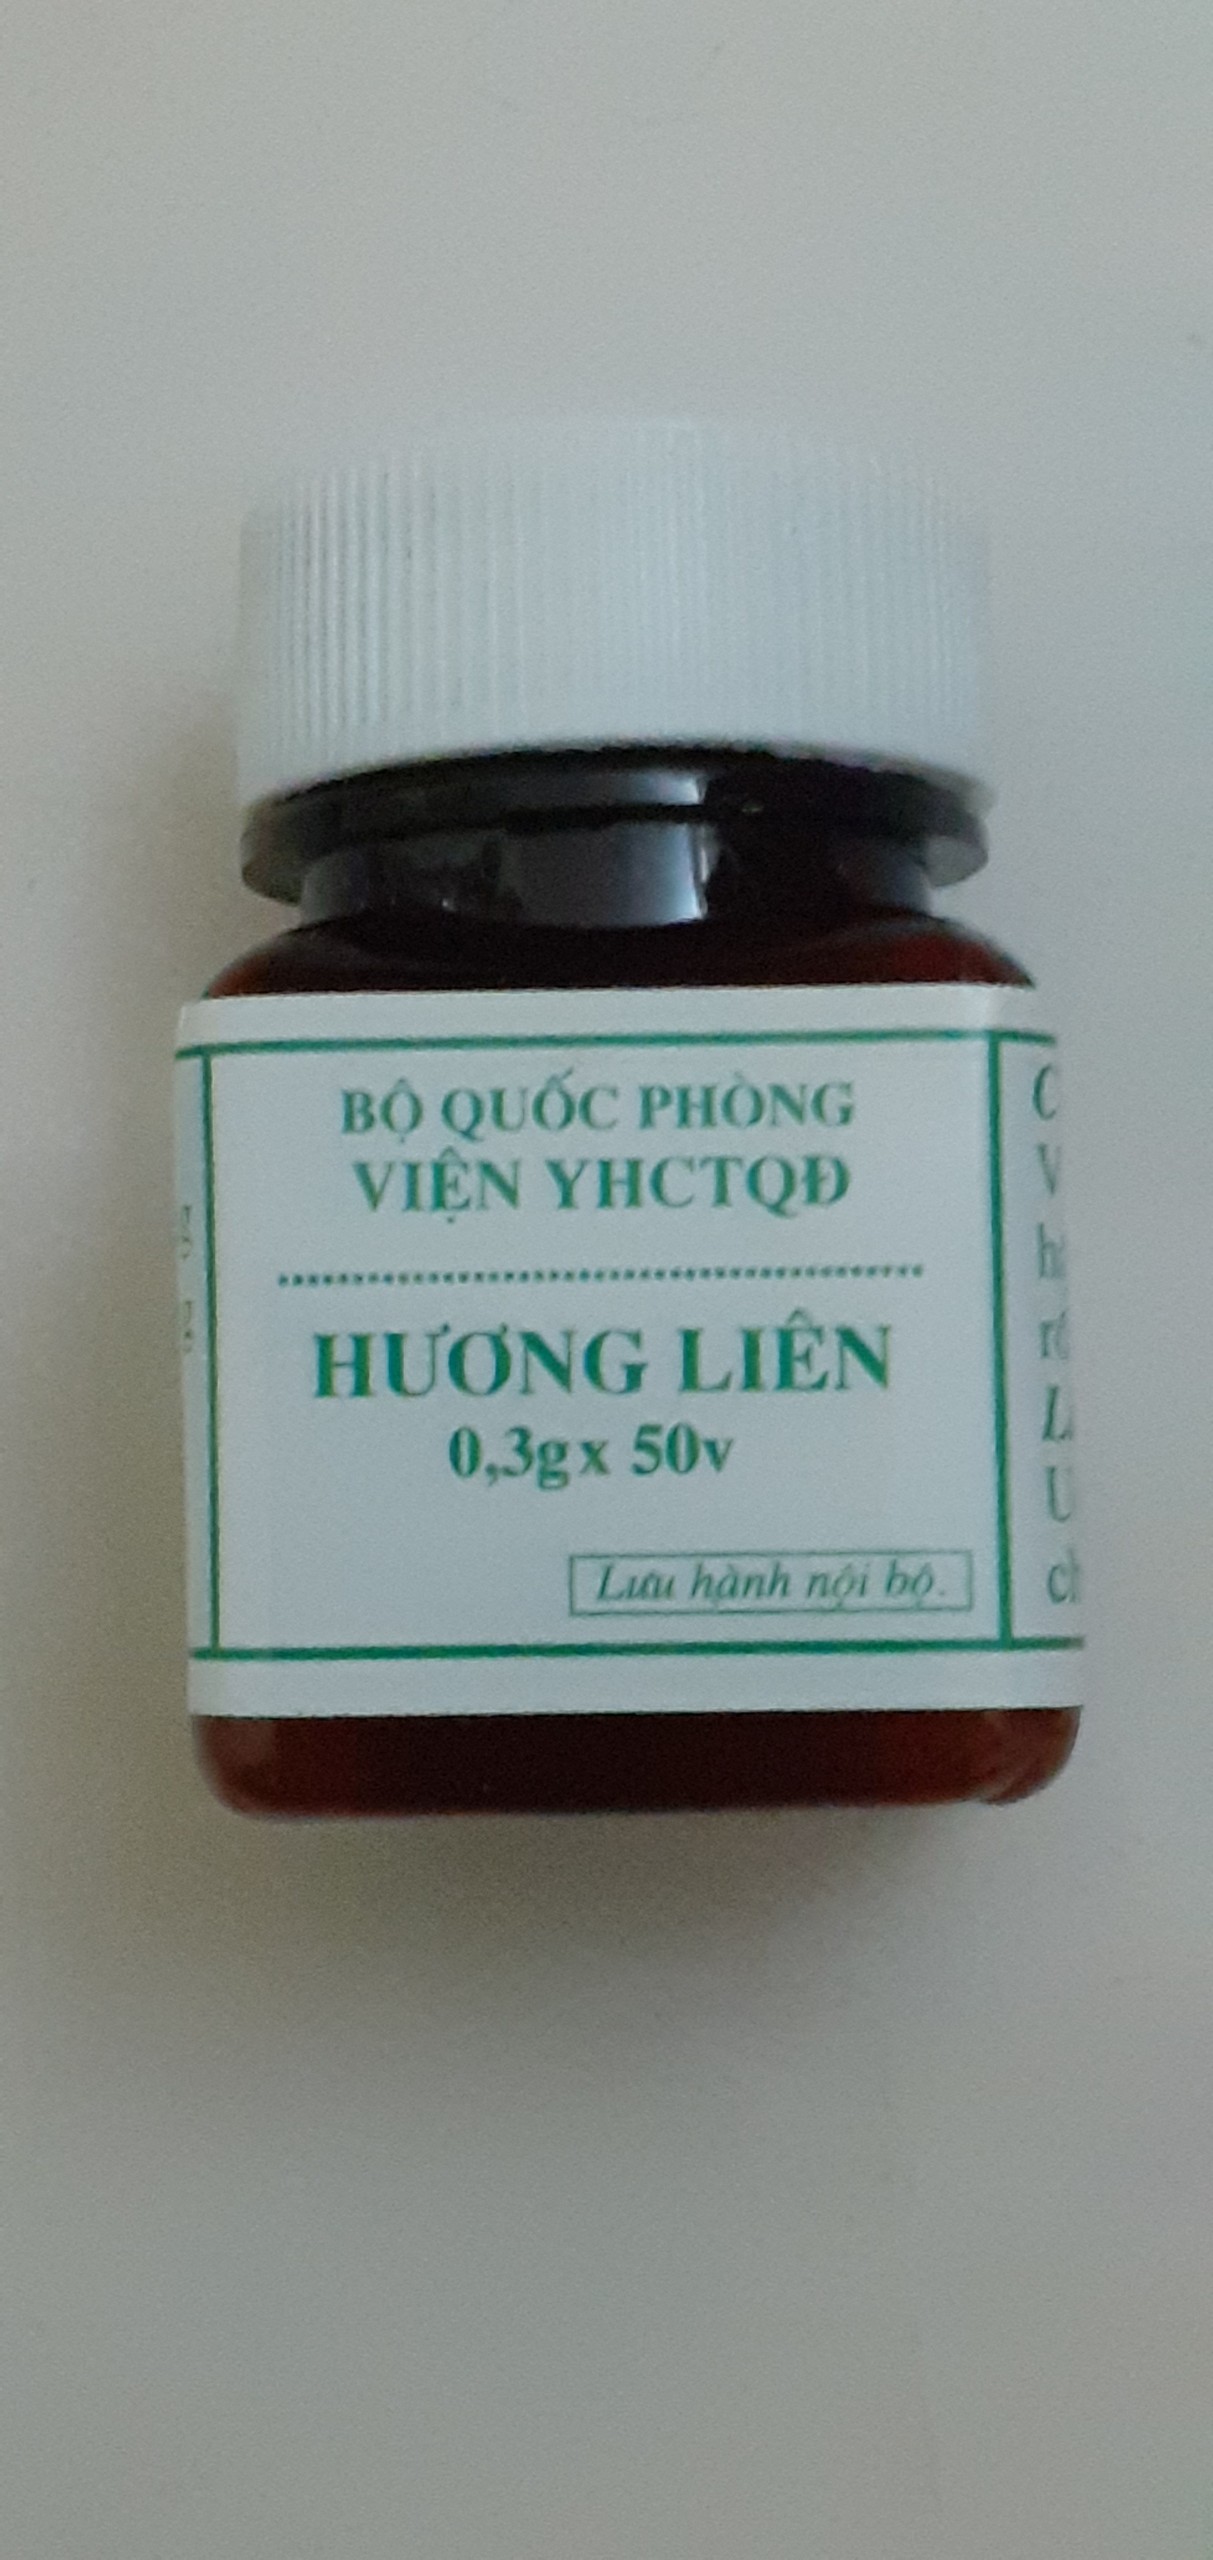 BỘ QUỐC PHÒNG
VIỆN YHCTQĐ
HƯƠNG LIÊN
0,3g x 50v
Lưu hành nội bộ.